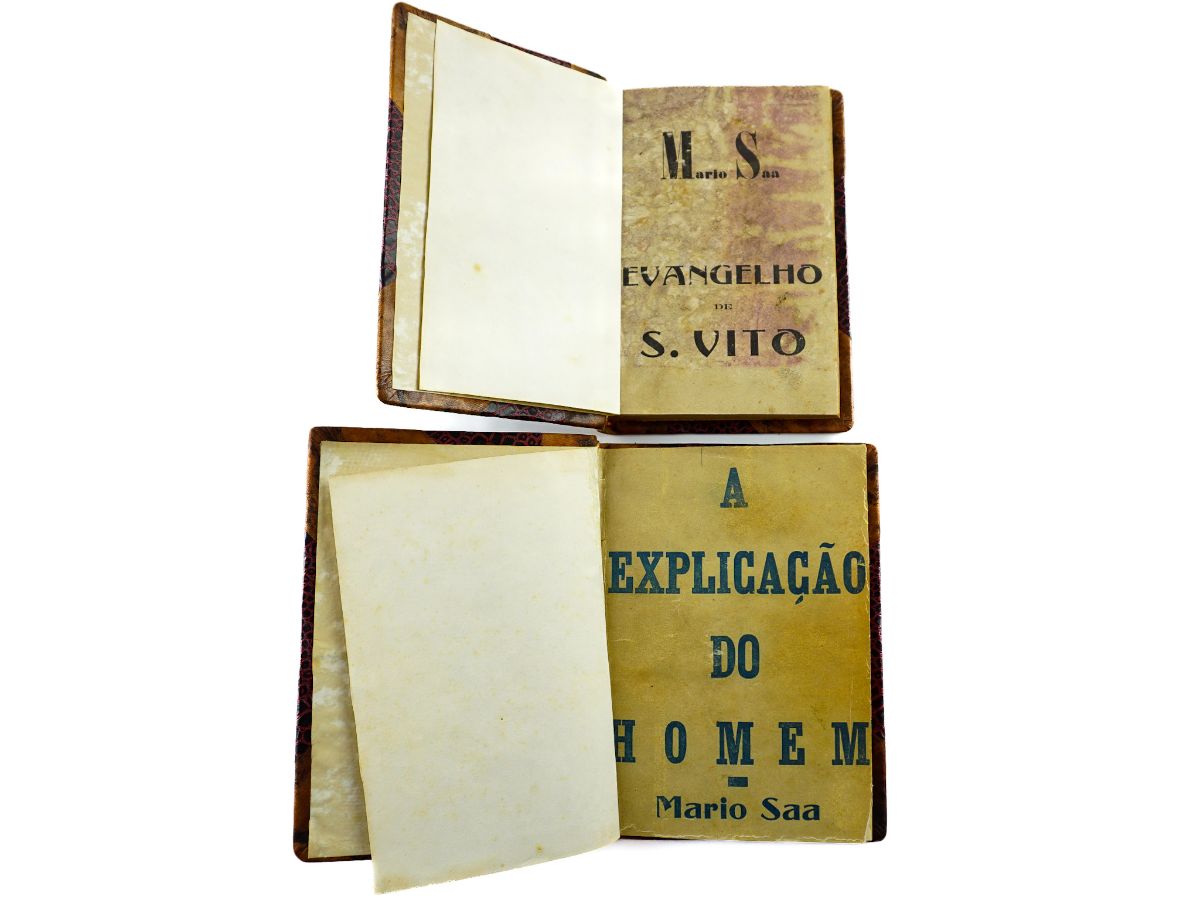 Mario Saa
EVANGELHO
DE
S. VITO
A
EXPLICAÇÃO
DO
HOMEM
Mario Saa